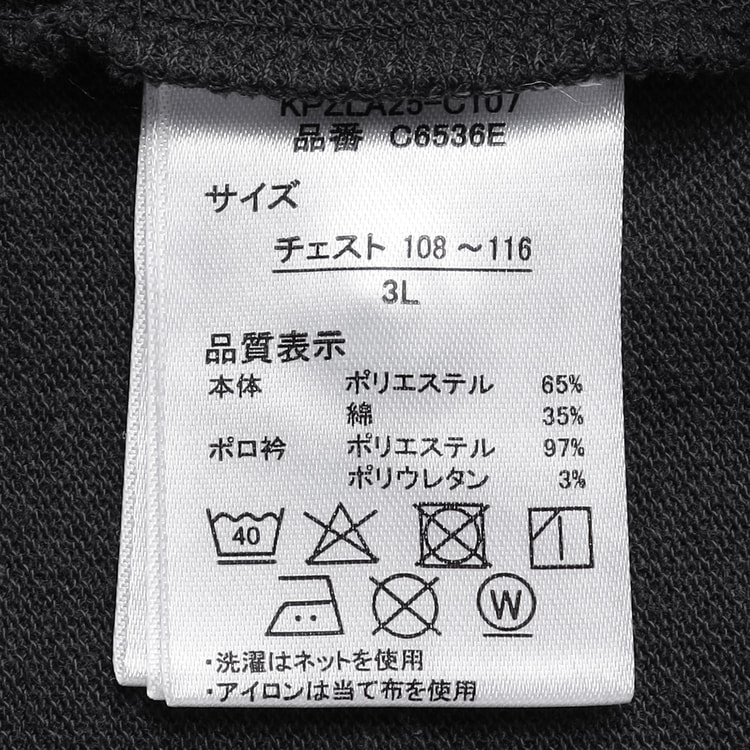 KPZLA25-C107
品番 C6536E
サイズ
チェスト 108～116
3L
品質表示
本体 ポリエステル 65%
綿 35%
ポロ衿 ポリエステル 97%
ポリウレタン 3%
40
W
・洗濯はネットを使用
・アイロンは当て布を使用